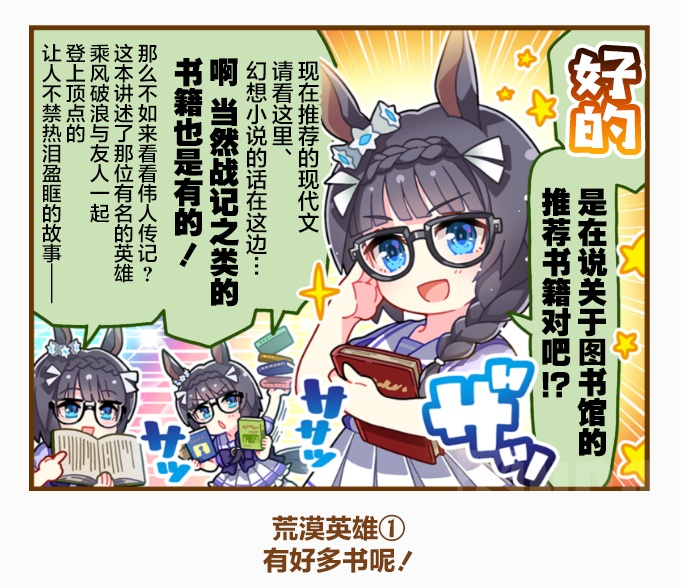 好的
是在说关于图书馆的
推荐书籍对吧!?
现在推荐的现代文
请看这里、
幻想小说的话在这边…
啊 当然战记之类的
书籍也是有的！
那么不如来看看伟人传记？
这本讲述了那位有名的英雄
乘风破浪与友人一起
登上顶点的
让人不禁热泪盈眶的故事——
ザッ
ササッ
サッ
荒漠英雄①
有好多书呢！